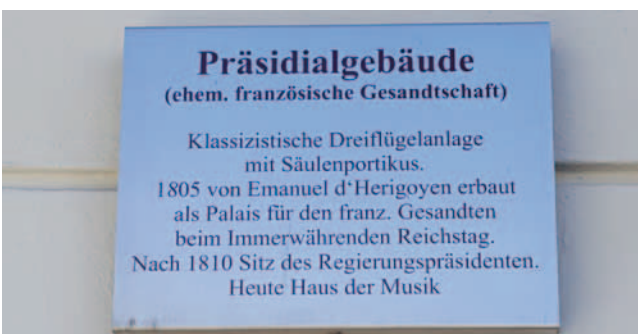 Präsidialgebäude
(ehem. französische Gesandtschaft)
Klassizistische Dreiflügelanlage
mit Säulenportikus.
1805 von Emanuel d‘Herigoyen erbaut
als Palais für den franz. Gesandten
beim Immerwährenden Reichstag.
Nach 1810 Sitz des Regierungspräsidenten.
Heute Haus der Musik